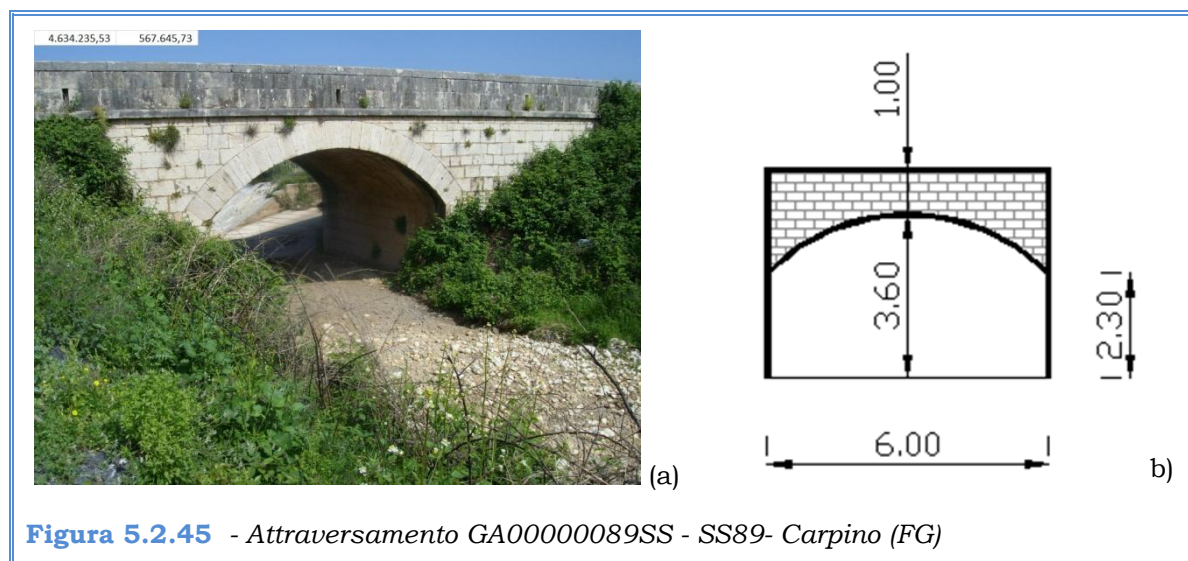 4.634.235,53 567.645,73
1.00
3.60
2.30
6.00
(a)
b)
Figura 5.2.45 - Attraversamento GA00000089SS - SS89- Carpino (FG)